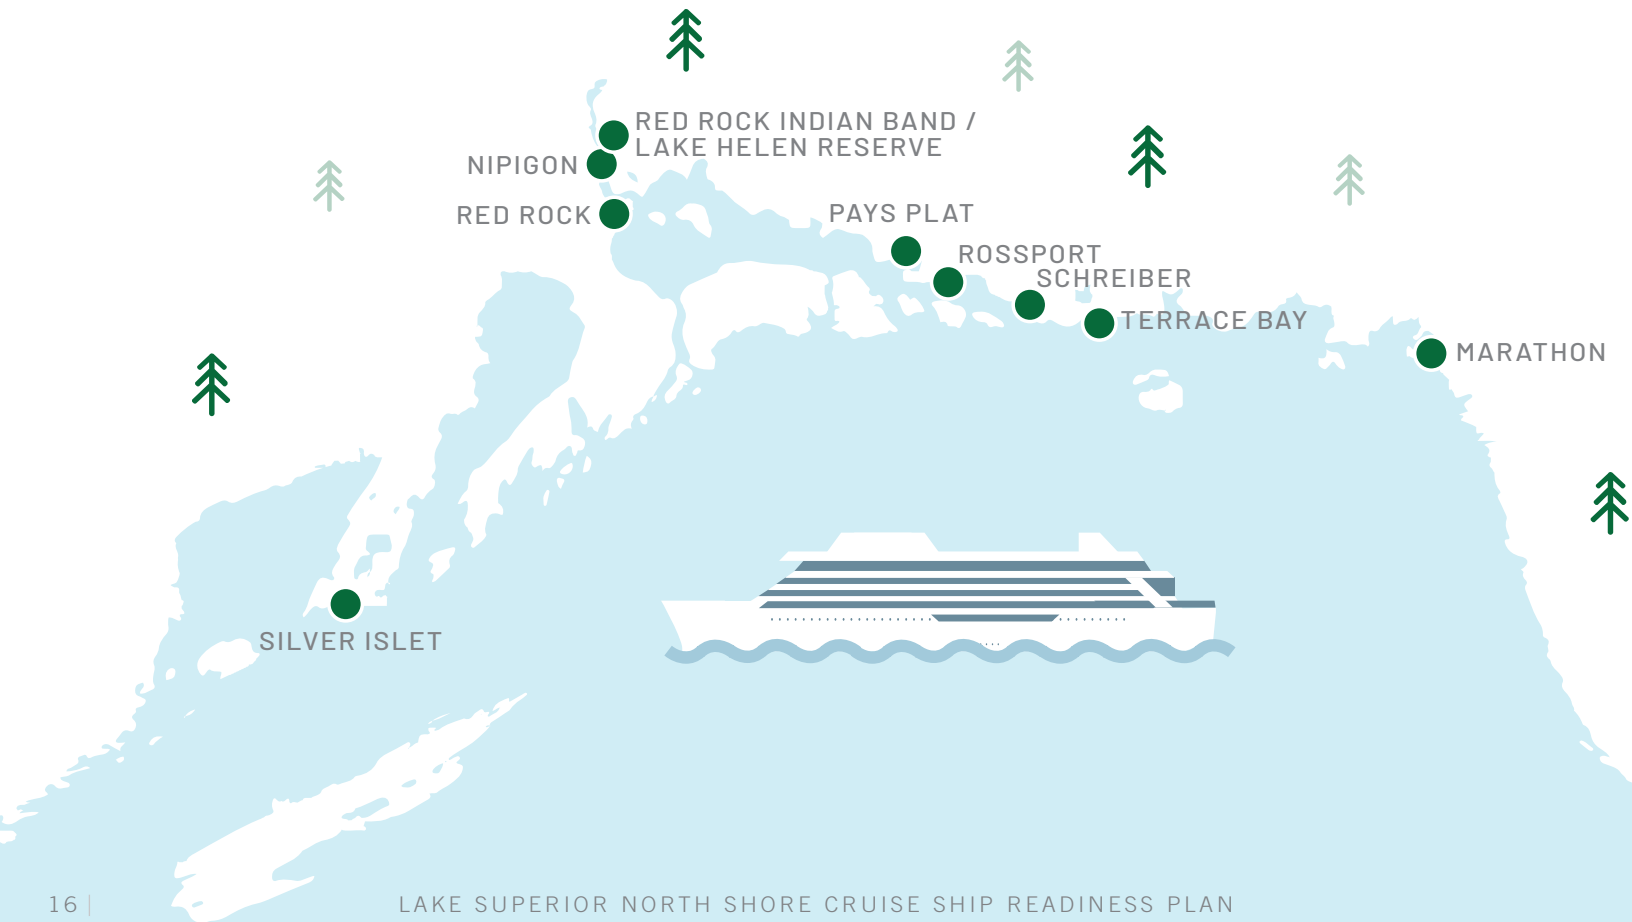 RED ROCK INDIAN BAND /
LAKE HELEN RESERVE
NIPIGON
RED ROCK
PAYS PLAT
ROSSPORT
SCHREIBER
TERRACE BAY
MARATHON
SILVER ISLET
16
LAKE SUPERIOR NORTH SHORE CRUISE SHIP READINESS PLAN